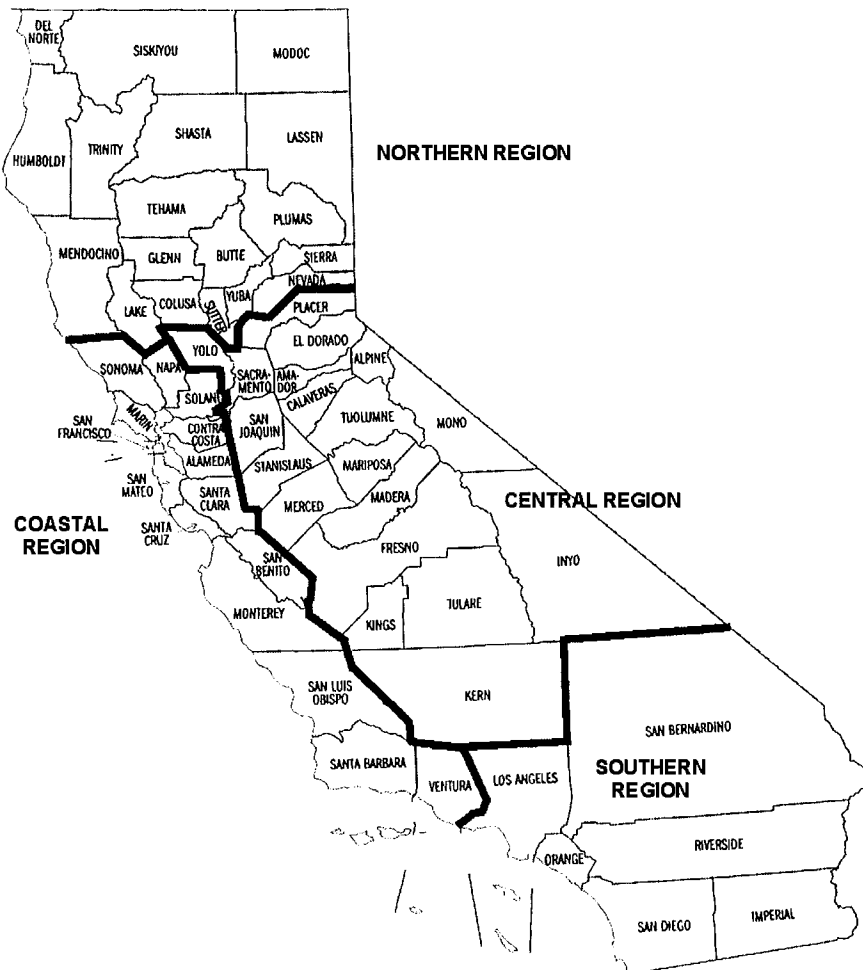 DEL
NORTE
SISKIYOU
MODOC
HUMBOLDT
TRINITY
SHASTA
LASSEN
NORTHERN REGION
TEHAMA
PLUMAS
MENDOCINO
GLENN
BUTTE
SIERRA
NEVADA
LAKE
COLUSA
SUTTER
YUBA
PLACER
SONOMA
NAPA
YOLO
EL DORADO
SACRA-
MENTO
AMA-
DOR
ALPINE
SOLANO
CALAVERAS
MARIN
SAN
FRANCISCO
CONTRA
COSTA
SAN
JOAQUIN
TUOLUMNE
MONO
ALAMEDA
STANISLAUS
MARIPOSA
SAN
MATEO
SANTA
CLARA
MERCED
MADERA
CENTRAL REGION
COASTAL
REGION
SANTA
CRUZ
SAN
BENITO
FRESNO
INYO
MONTEREY
KINGS
TULARE
SAN LUIS
OBISPO
KERN
SAN BERNARDINO
SANTA BARBARA
VENTURA
LOS ANGELES
SOUTHERN
REGION
ORANGE
RIVERSIDE
SAN DIEGO
IMPERIAL